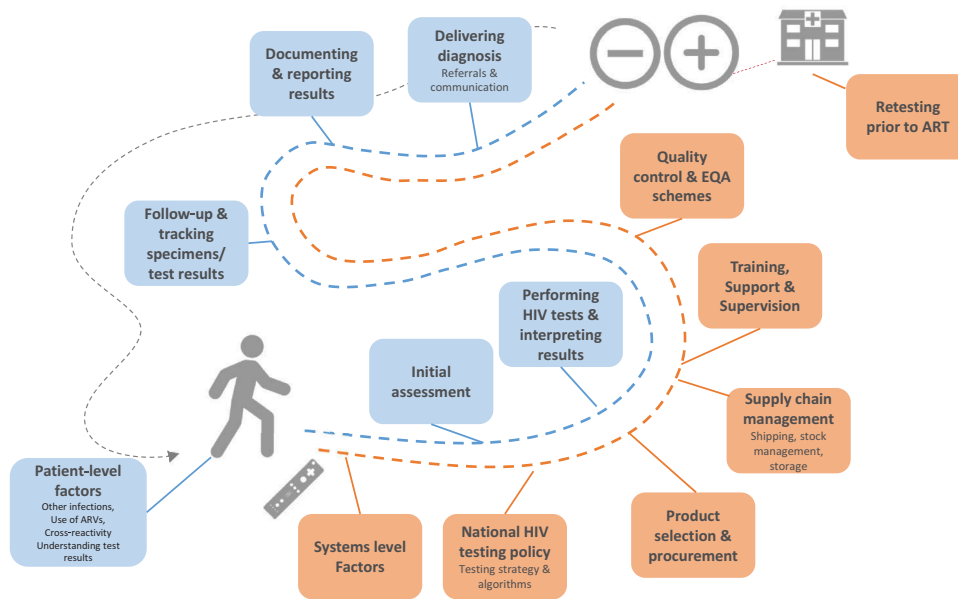 Documenting
& reporting
results
Delivering
diagnosis
Referrals &
communication
Retesting
prior to ART
Quality
control & EQA
schemes
Follow-up &
tracking
specimens/
test results
Training,
Support &
Supervision
Performing
HIV tests &
interpreting
results
Initial
assessment
Supply chain
management
Shipping, stock
management,
storage
Patient-level
factors
Other infections,
Use of ARVs,
Cross-reactivity
Understanding test
results
Systems level
Factors
National HIV
testing policy
Testing strategy &
algorithms
Product
selection &
procurement